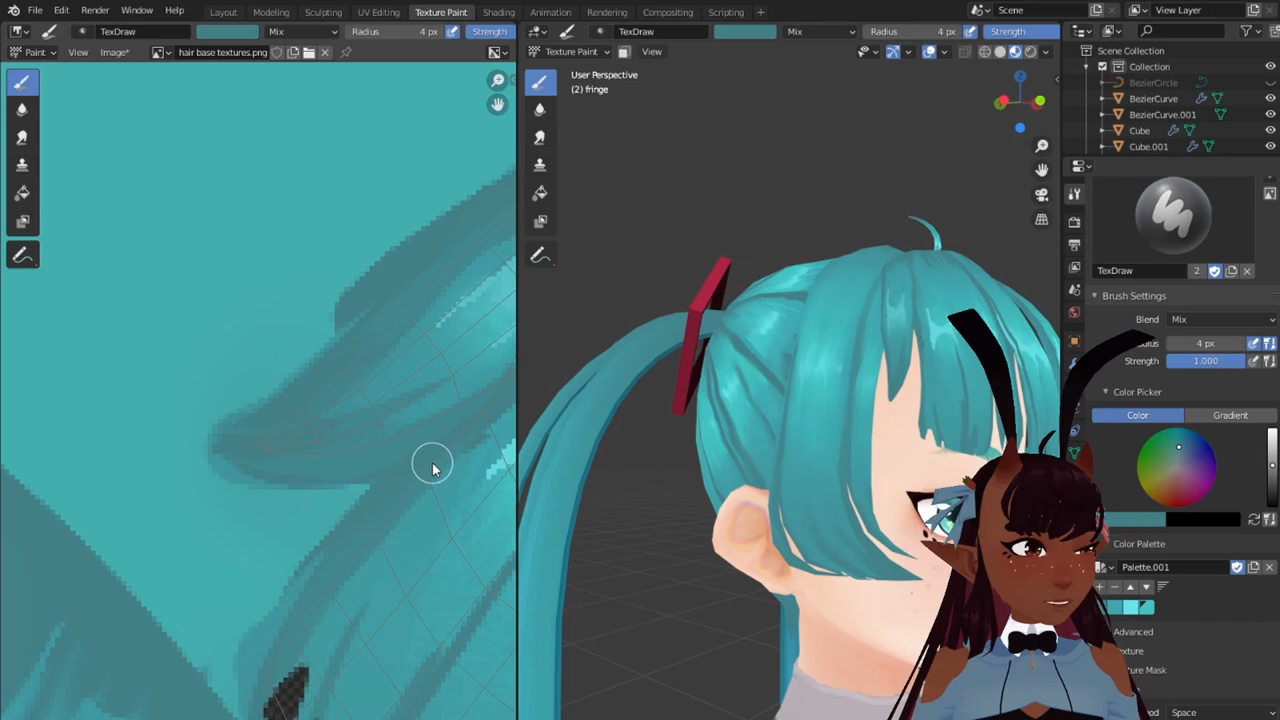 File Edit Render Window Help Layout Modeling Sculpting UV Editing Texture Paint Shading Animation Rendering Compositing Scripting + Scene View Layer
TexDraw Mix Radius 4 px Strength TexDraw Mix Radius 4 px Strength
Paint View Image* hair base textures.png Texture Paint View
Scene Collection
Collection
BezierCircle
BezierCurve
BezierCurve.001
Cube
Cube.001
User Perspective
(2) fringe
TexDraw 2
Brush Settings
Blend Mix
4 px
Strength 1.000
Color Picker
Color Gradient
Color Palette
Palette.001
Advanced
Space